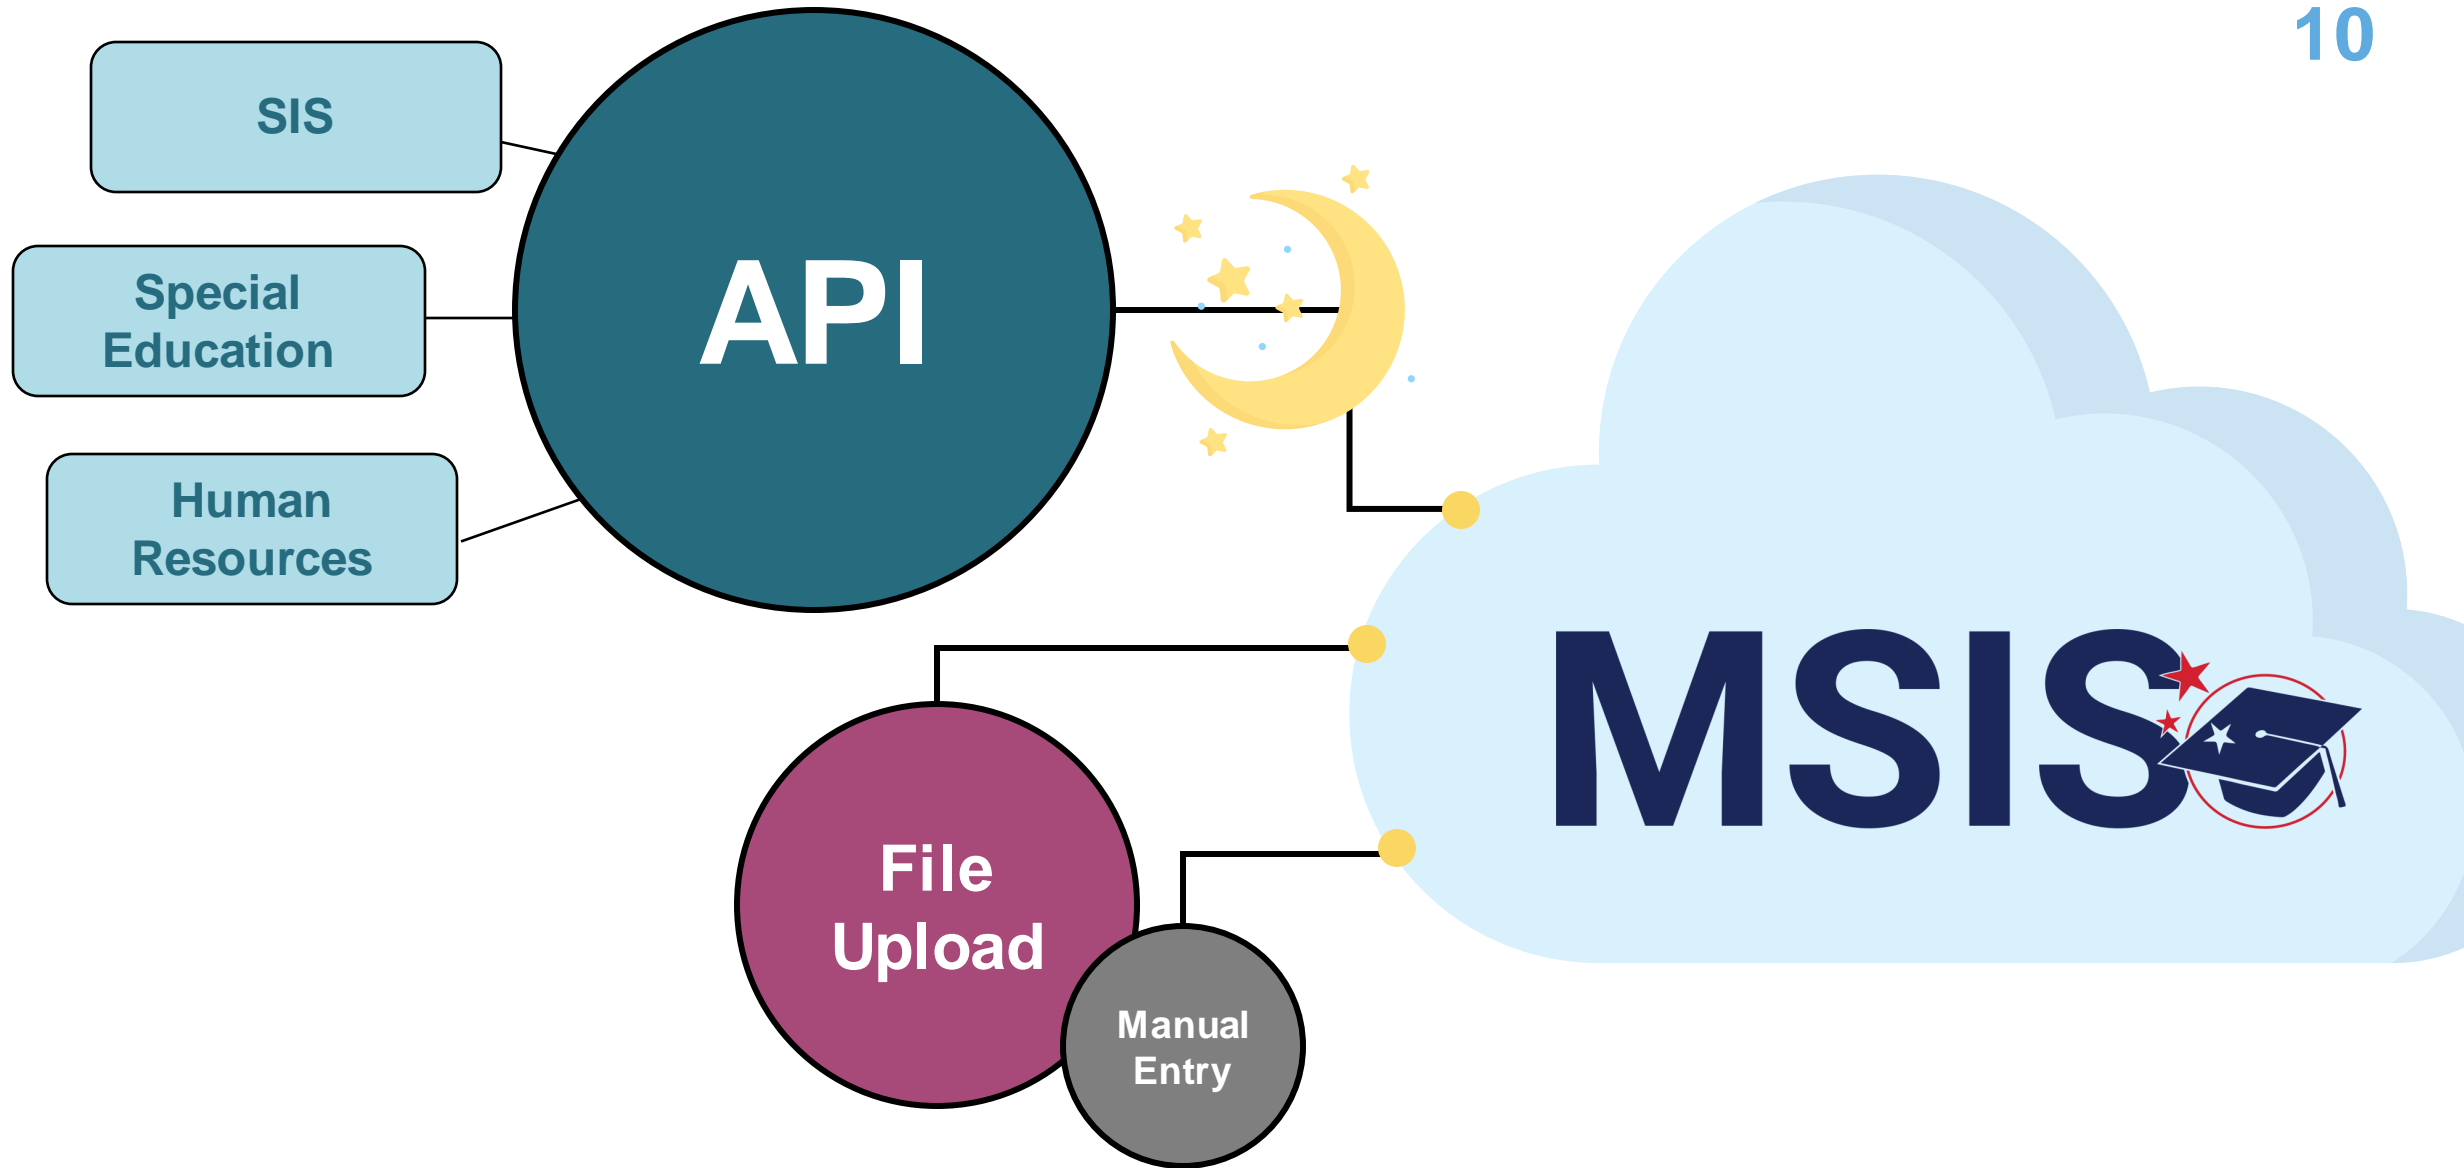 10
SIS
Special
Education
Human
Resources
API
MSIS
File
Upload
Manual
Entry